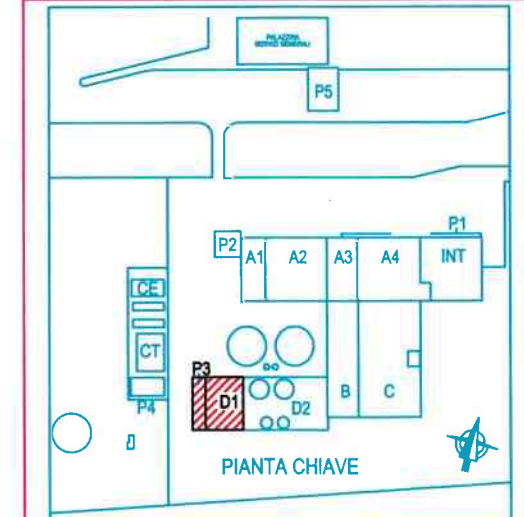 PALAZZINA
SERVIZI GENERALI
P5
P1
P2
A1
A2
A3
A4
INT
CE
CT
P3
P4
D1
D2
B
C
PIANTA CHIAVE